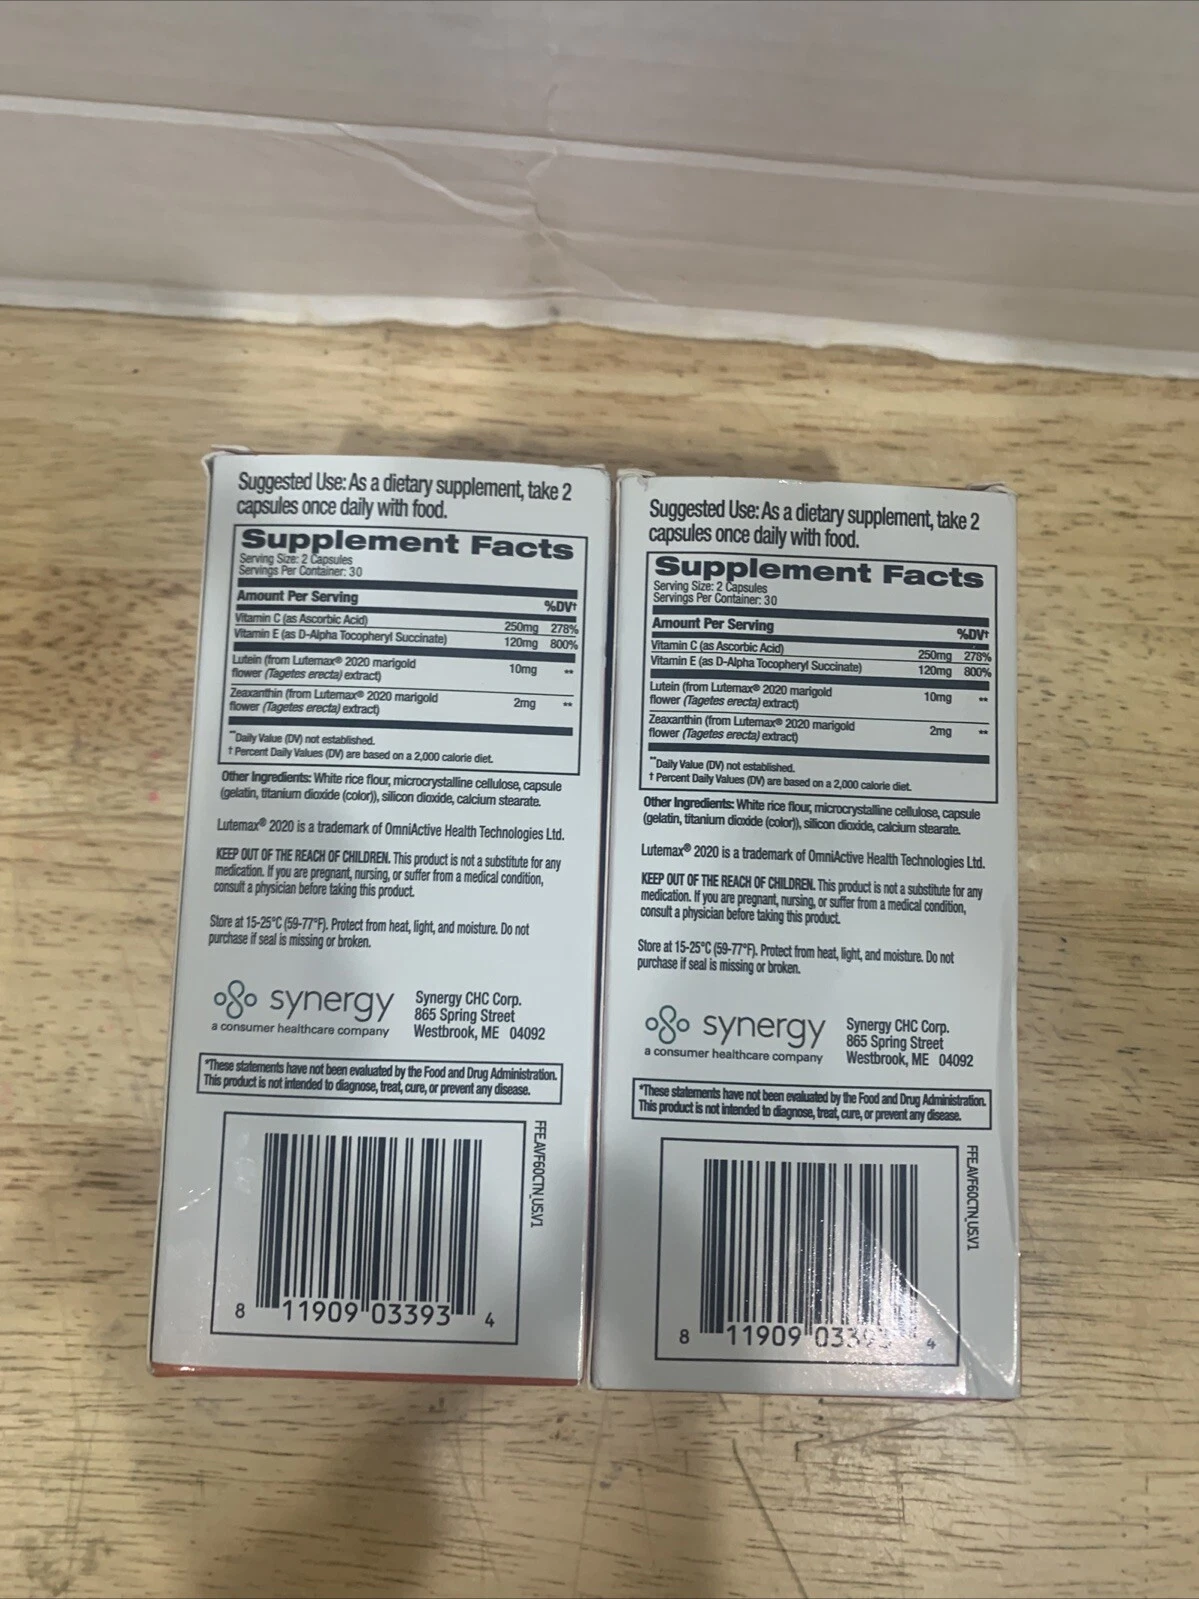 Suggested Use: As a dietary supplement, take 2
capsules once daily with food.
Supplement Facts
Serving Size: 2 Capsules
Servings Per Container: 30
Amount Per Serving
%DV†
Vitamin C (as Ascorbic Acid) 250mg 278%
Vitamin E (as D-Alpha Tocopheryl Succinate) 120mg 800%
Lutein (from Lutemax® 2020 marigold
flower (Tagetes erecta) extract) 10mg **
Zeaxanthin (from Lutemax® 2020 marigold
flower (Tagetes erecta) extract) 2mg **
**Daily Value (DV) not established.
† Percent Daily Values (DV) are based on a 2,000 calorie diet.
Other Ingredients: White rice flour, microcrystalline cellulose, capsule
(gelatin, titanium dioxide (color)), silicon dioxide, calcium stearate.
Lutemax® 2020 is a trademark of OmniActive Health Technologies Ltd.
KEEP OUT OF THE REACH OF CHILDREN. This product is not a substitute for any
medication. If you are pregnant, nursing, or suffer from a medical condition,
consult a physician before taking this product.
Store at 15-25°C (59-77°F). Protect from heat, light, and moisture. Do not
purchase if seal is missing or broken.
synergy
a consumer healthcare company
Synergy CHC Corp.
865 Spring Street
Westbrook, ME 04092
*These statements have not been evaluated by the Food and Drug Administration.
This product is not intended to diagnose, treat, cure, or prevent any disease.
FFEAVF60CTN_US.V1
8 11909 03393 4
Suggested Use: As a dietary supplement, take 2
capsules once daily with food.
Supplement Facts
Serving Size: 2 Capsules
Servings Per Container: 30
Amount Per Serving
%DV†
Vitamin C (as Ascorbic Acid) 250mg 278%
Vitamin E (as D-Alpha Tocopheryl Succinate) 120mg 800%
Lutein (from Lutemax® 2020 marigold
flower (Tagetes erecta) extract) 10mg **
Zeaxanthin (from Lutemax® 2020 marigold
flower (Tagetes erecta) extract) 2mg **
**Daily Value (DV) not established.
† Percent Daily Values (DV) are based on a 2,000 calorie diet.
Other Ingredients: White rice flour, microcrystalline cellulose, capsule
(gelatin, titanium dioxide (color)), silicon dioxide, calcium stearate.
Lutemax® 2020 is a trademark of OmniActive Health Technologies Ltd.
KEEP OUT OF THE REACH OF CHILDREN. This product is not a substitute for any
medication. If you are pregnant, nursing, or suffer from a medical condition,
consult a physician before taking this product.
Store at 15-25°C (59-77°F). Protect from heat, light, and moisture. Do not
purchase if seal is missing or broken.
synergy
a consumer healthcare company
Synergy CHC Corp.
865 Spring Street
Westbrook, ME 04092
*These statements have not been evaluated by the Food and Drug Administration.
This product is not intended to diagnose, treat, cure, or prevent any disease.
FFEAVF60CTN_US.V1
8 11909 03393 4